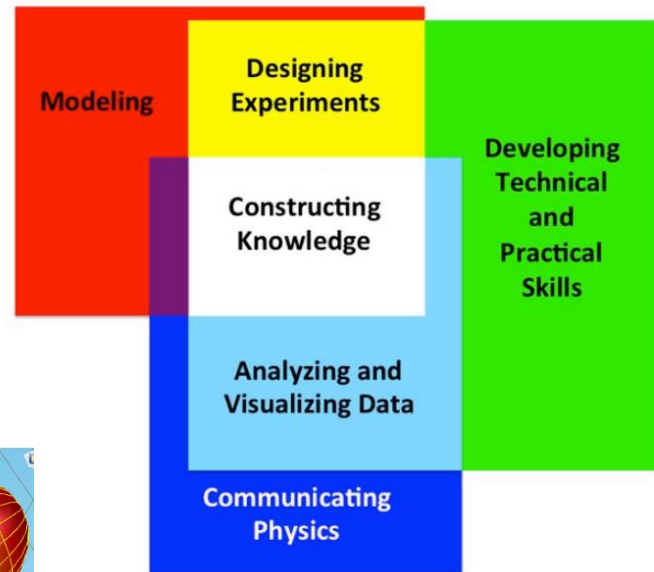 Modeling
Designing
Experiments
Developing
Technical
and
Practical
Skills
Constructing
Knowledge
Analyzing and
Visualizing Data
Communicating
Physics